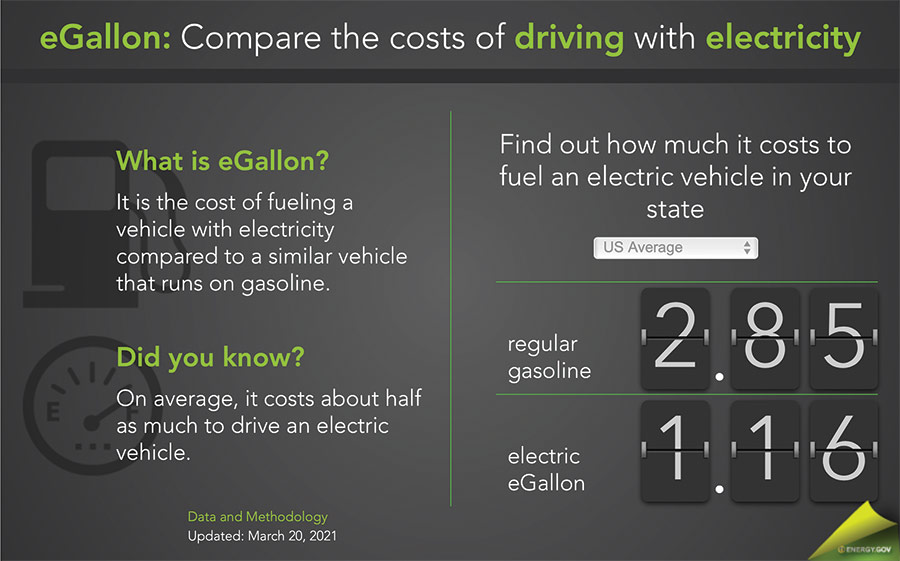 eGallon: Compare the costs of driving with electricity
What is eGallon?
It is the cost of fueling a
vehicle with electricity
compared to a similar vehicle
that runs on gasoline.
Did you know?
On average, it costs about half
as much to drive an electric
vehicle.
Data and Methodology
Updated: March 20, 2021
Find out how much it costs to
fuel an electric vehicle in your
state
US Average
regular
gasoline
2.85
electric
eGallon
1.16
E F
ENERGY.GOV